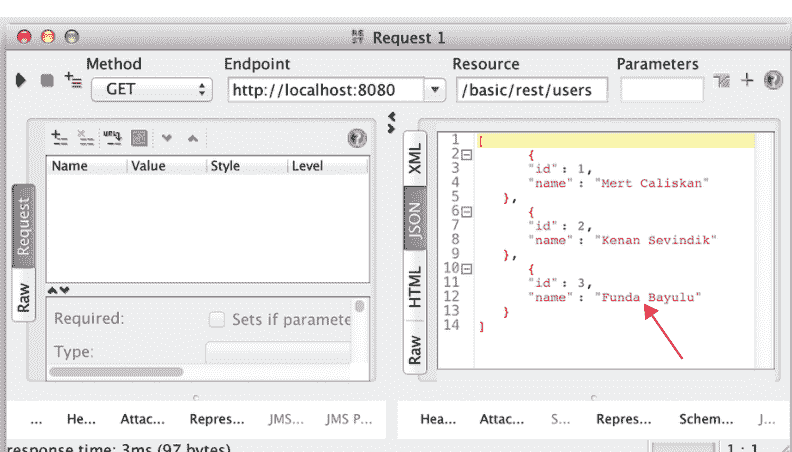 Request 1
Method Endpoint Resource Parameters
GET http://localhost:8080 /basic/rest/users
Request
Raw
Name Value Style Level
Required: Sets if paramete
Type:
XML
JSON
HTML
Raw
1 [
2 {
3 "id": 1,
4 "name": "Mert Caliskan"
5 },
6 {
7 "id": 2,
8 "name": "Kenan Sevindik"
9 },
10 {
11 "id": 3,
12 "name": "Funda Bayulu"
13 }
14 ]
... He... Attac... Repres... JMS... JMS P...
Hea... Attac... S... Repres... Schem... J...
response time: 3ms (97 bytes) 1 : 1